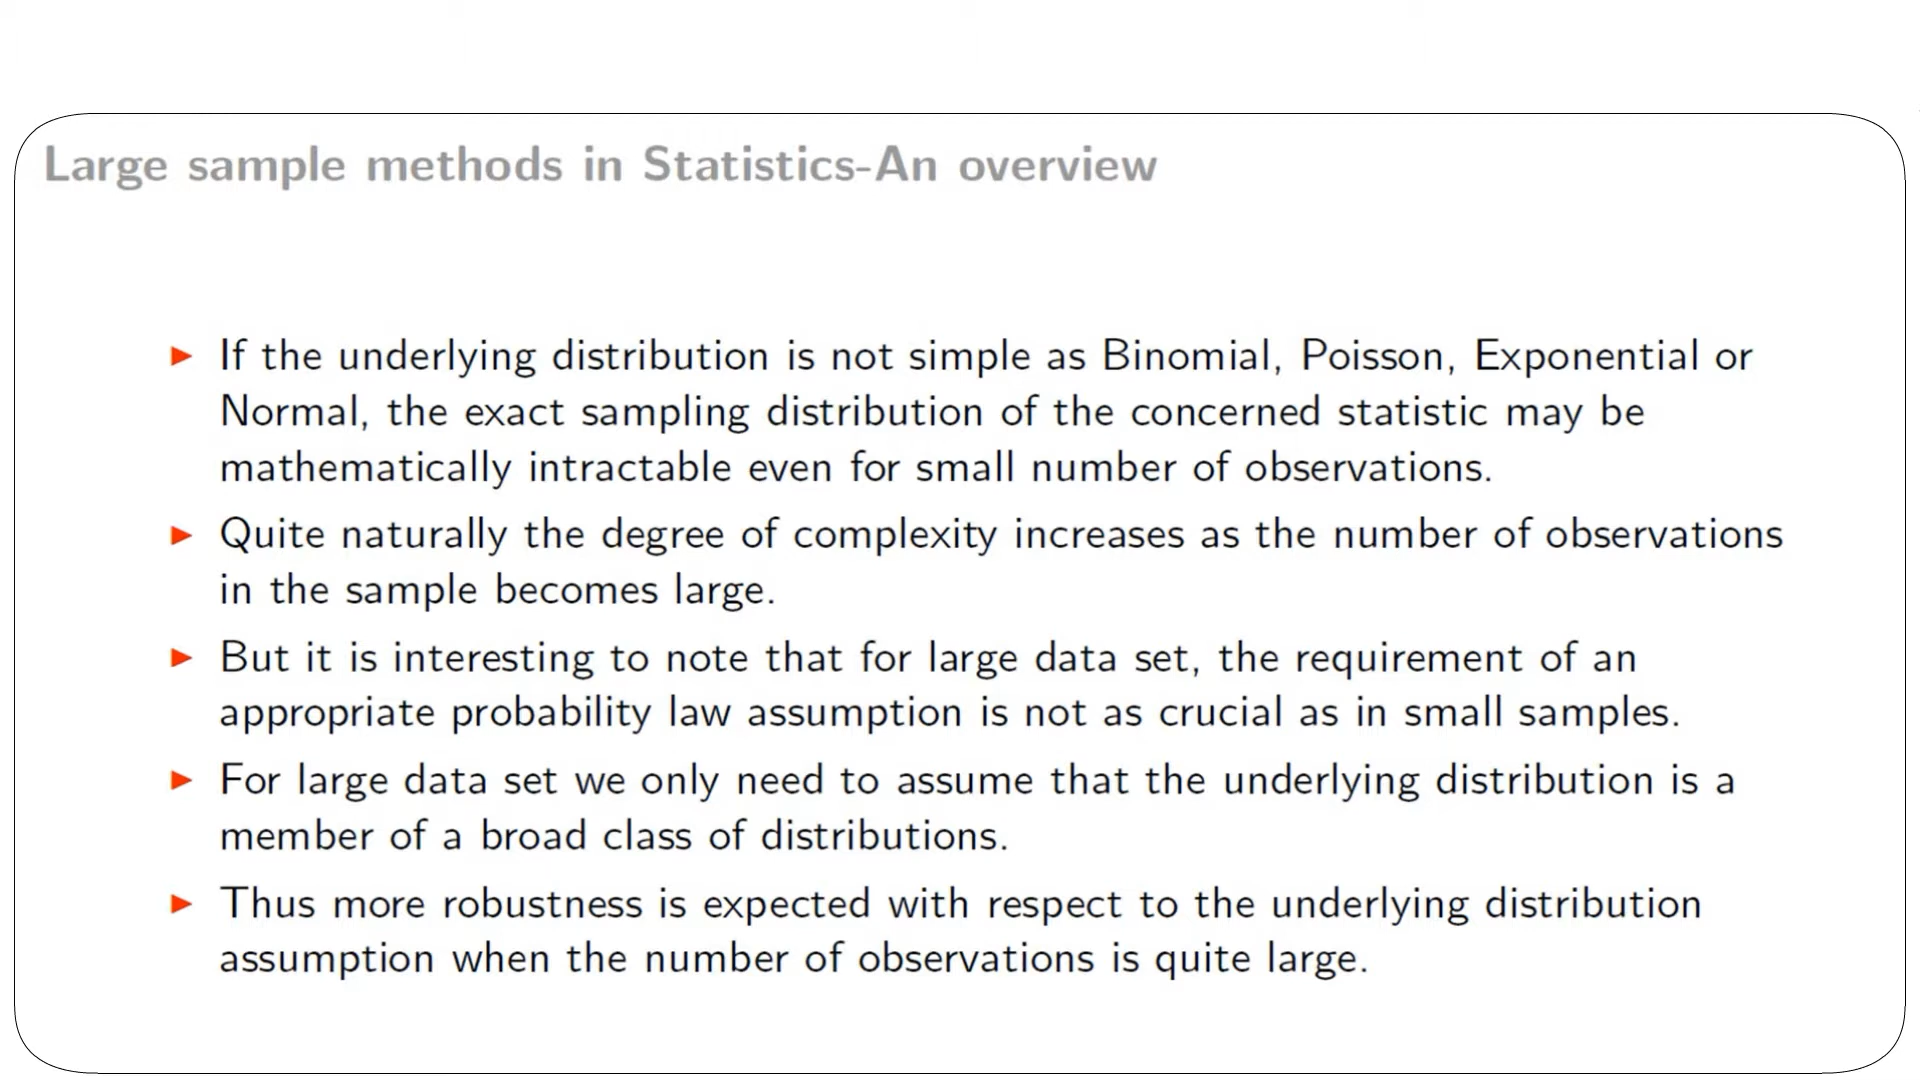 Large sample methods in Statistics-An overview
If the underlying distribution is not simple as Binomial, Poisson, Exponential or
Normal, the exact sampling distribution of the concerned statistic may be
mathematically intractable even for small number of observations.
Quite naturally the degree of complexity increases as the number of observations
in the sample becomes large.
But it is interesting to note that for large data set, the requirement of an
appropriate probability law assumption is not as crucial as in small samples.
For large data set we only need to assume that the underlying distribution is a
member of a broad class of distributions.
Thus more robustness is expected with respect to the underlying distribution
assumption when the number of observations is quite large.